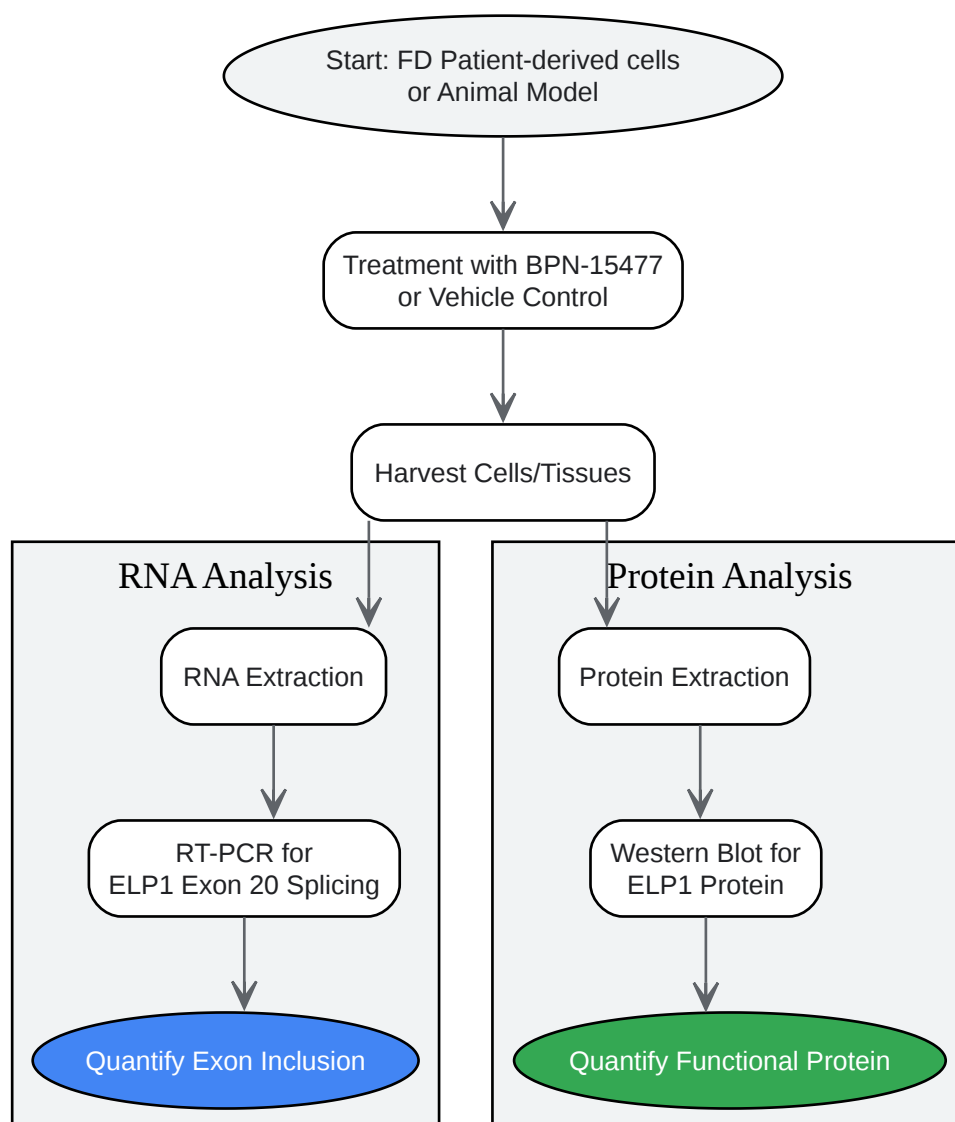 Start: FD Patient-derived cells
or Animal Model
Treatment with BPN-15477
or Vehicle Control
Harvest Cells/Tissues
RNA Analysis
RNA Extraction
RT-PCR for
ELP1 Exon 20 Splicing
Quantify Exon Inclusion
Protein Analysis
Protein Extraction
Western Blot for
ELP1 Protein
Quantify Functional Protein